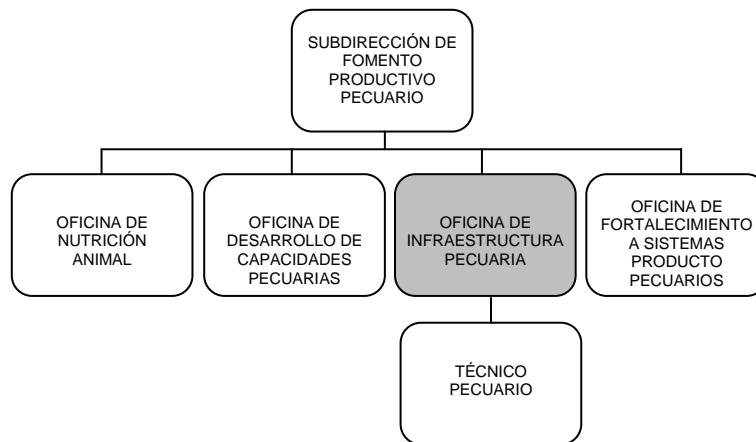 SUBDIRECCIÓN DE
FOMENTO
PRODUCTIVO
PECUARIO
OFICINA DE
NUTRICIÓN
ANIMAL
OFICINA DE
DESARROLLO DE
CAPACIDADES
PECUARIAS
OFICINA DE
INFRAESTRUCTURA
PECUARIA
OFICINA DE
FORTALECIMIENTO
A SISTEMAS
PRODUCTO
PECUARIOS
TÉCNICO
PECUARIO